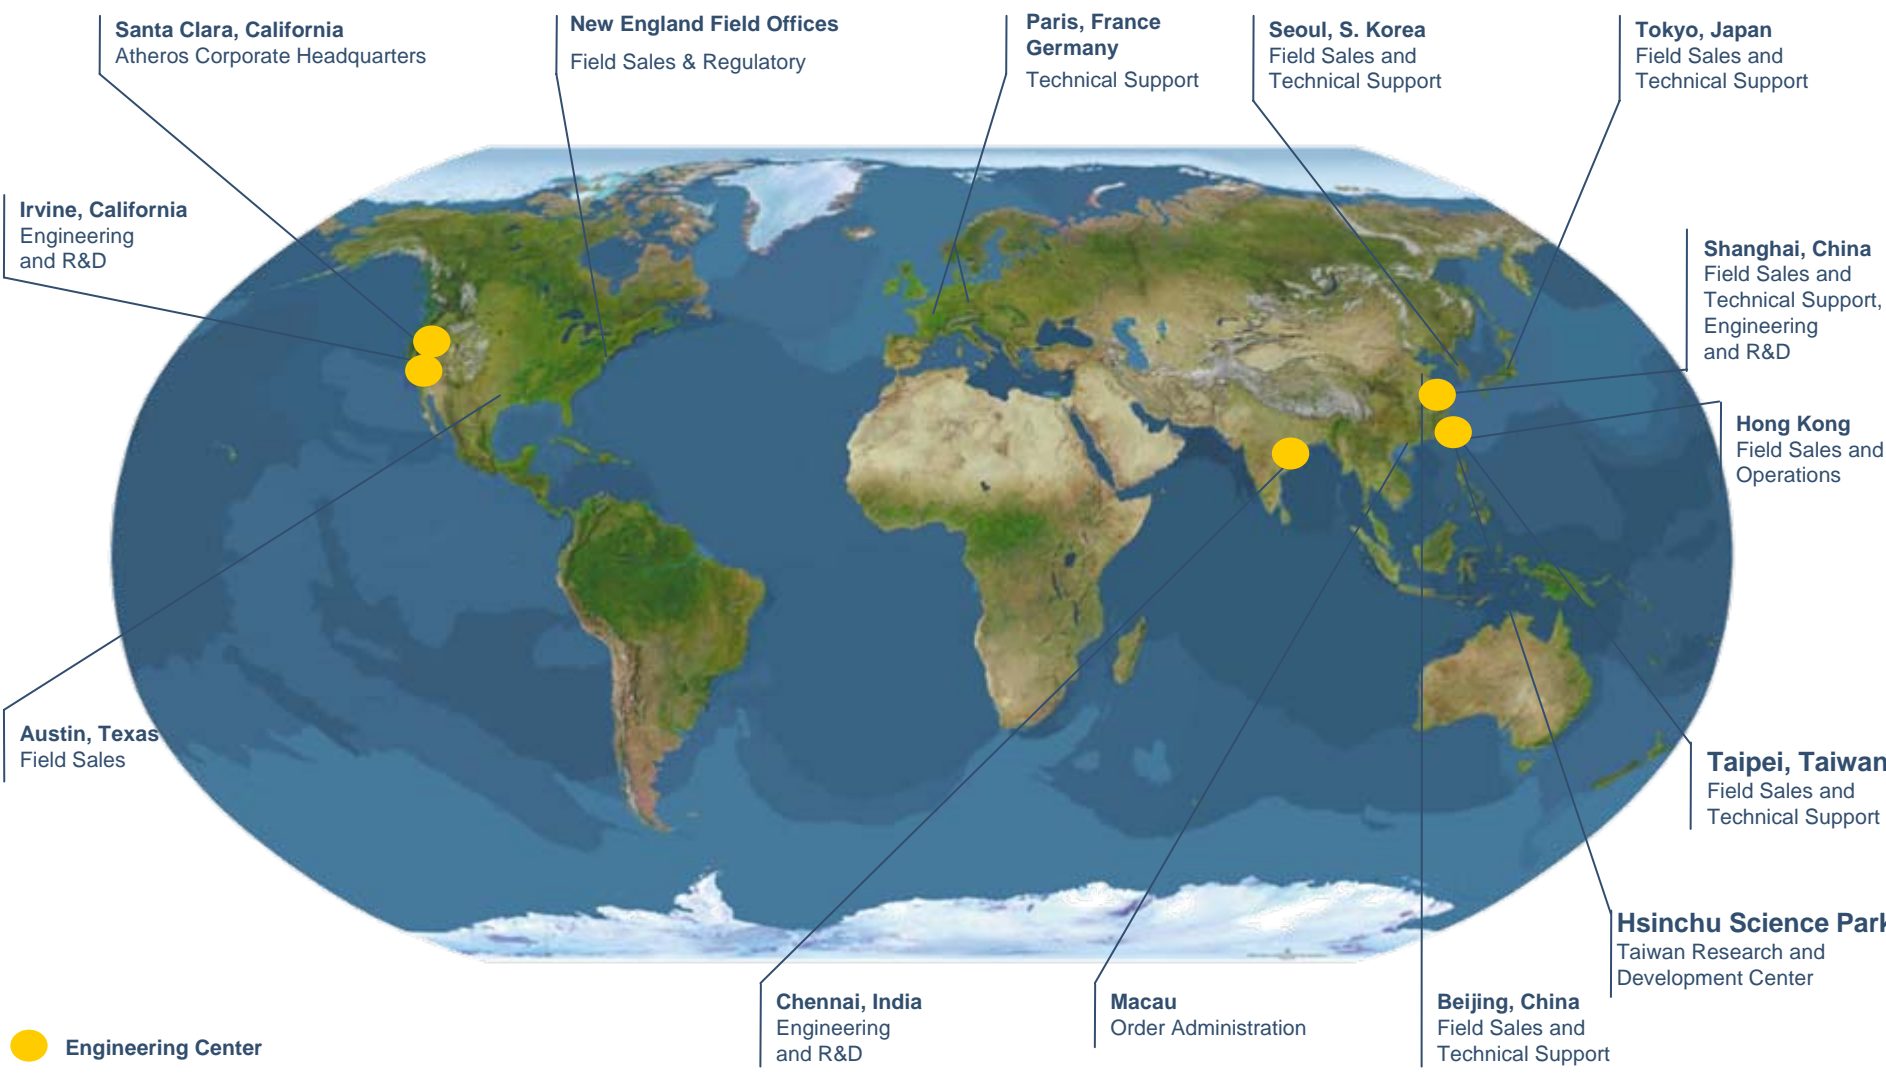 Santa Clara, California
Atheros Corporate Headquarters
New England Field Offices
Field Sales & Regulatory
Paris, France
Germany
Technical Support
Seoul, S. Korea
Field Sales and
Technical Support
Tokyo, Japan
Field Sales and
Technical Support
Irvine, California
Engineering
and R&D
Shanghai, China
Field Sales and
Technical Support,
Engineering
and R&D
Hong Kong
Field Sales and
Operations
Austin, Texas
Field Sales
Taipei, Taiwan
Field Sales and
Technical Support
Hsinchu Science Park
Taiwan Research and
Development Center
Chennai, India
Engineering
and R&D
Macau
Order Administration
Beijing, China
Field Sales and
Technical Support
Engineering Center